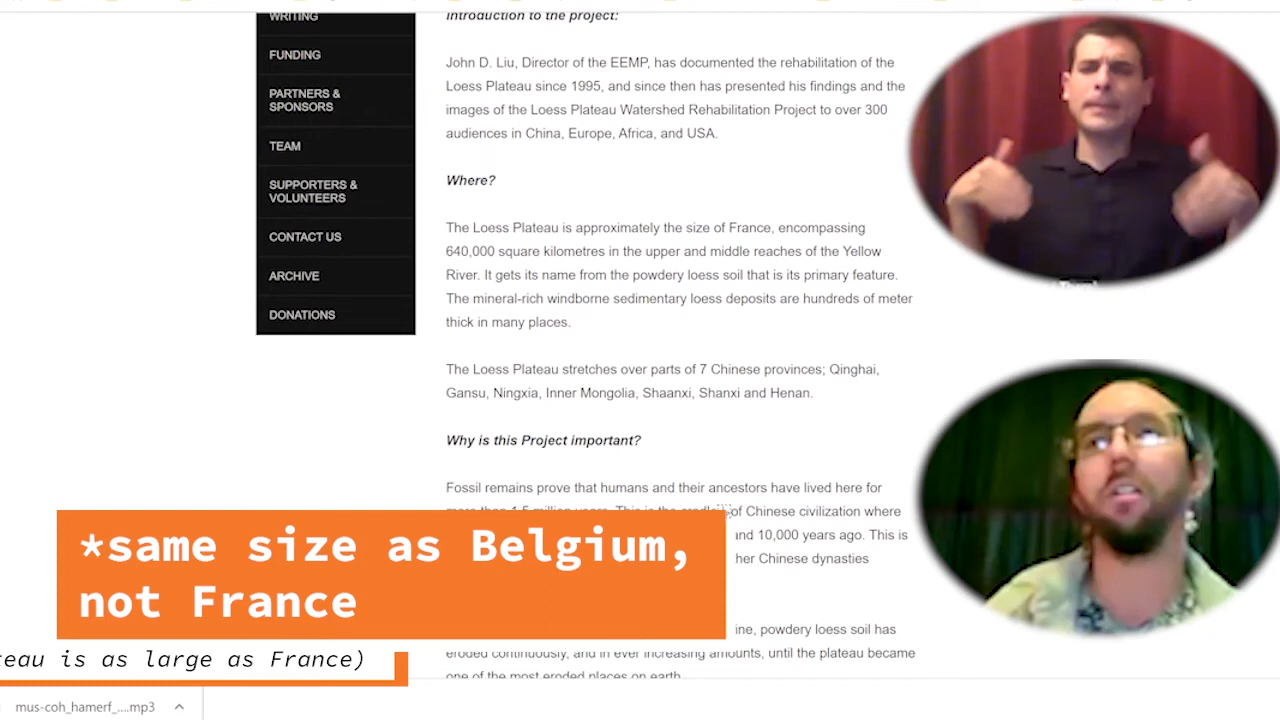 WRITING
FUNDING
PARTNERS &
SPONSORS
TEAM
SUPPORTERS &
VOLUNTEERS
CONTACT US
ARCHIVE
DONATIONS
Introduction to the project:
John D. Liu, Director of the EEMP, has documented the rehabilitation of the
Loess Plateau since 1995, and since then has presented his findings and the
images of the Loess Plateau Watershed Rehabilitation Project to over 300
audiences in China, Europe, Africa, and USA.
Where?
The Loess Plateau is approximately the size of France, encompassing
640,000 square kilometres in the upper and middle reaches of the Yellow
River. It gets its name from the powdery loess soil that is its primary feature.
The mineral-rich windborne sedimentary loess deposits are hundreds of meter
thick in many places.
The Loess Plateau stretches over parts of 7 Chinese provinces; Qinghai,
Gansu, Ningxia, Inner Mongolia, Shaanxi, Shanxi and Henan.
Why is this Project important?
Fossil remains prove that humans and their ancestors have lived here for
more than 1.5 million years. This is the cradle of Chinese civilization where
and 10,000 years ago. This is
her Chinese dynasties
ine, powdery loess soil has
eroded continuously, and in ever increasing amounts, until the plateau became
one of the most eroded places on earth.
*same size as Belgium,
not France
teau is as large as France)
mus-coh_hamerf_....mp3